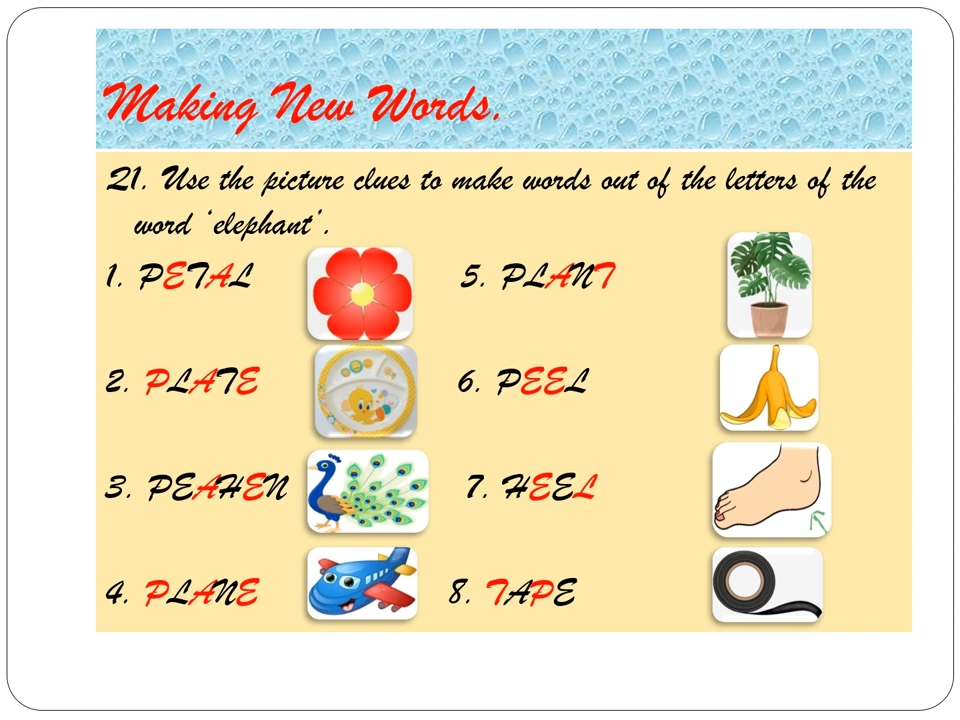 Making New Words.
Q1. Use the picture clues to make words out of the letters of the
word ‘elephant’.
1. PETAL 5. PLANT
2. PLATE 6. PEEL
3. PEAHEN 7. HEEL
4. PLANE 8. TAPE